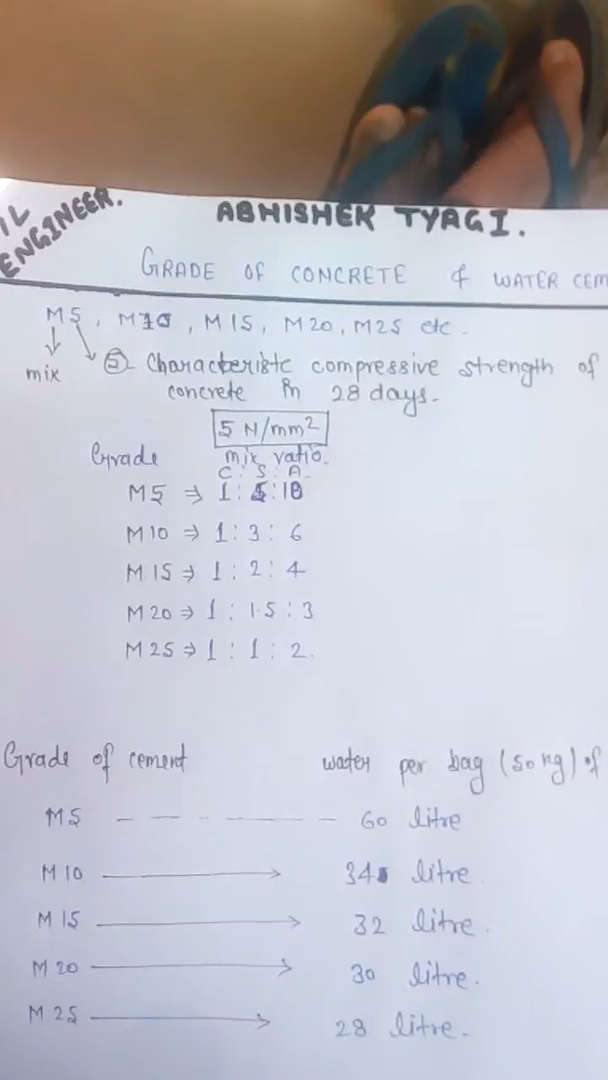 IL
ENGINEER.
ABHISHEK TYAGI.
GRADE OF CONCRETE & WATER CEM
M5, M10, M15, M20, M25 etc.
mix
5 Characteristc compressive strength of
concrete in 28 days.
5 N/mm²
Grade mix ratio.
C: S: A.
M5 ⇒ 1: 5: 10
M10 ⇒ 1: 3: 6
M15 ⇒ 1: 2: 4
M20 ⇒ 1: 1.5: 3
M25 ⇒ 1: 1: 2.
Grade of cement water per bag (50 kg) of
M5 - - - - - 60 litre
M10 → 34 litre.
M15 → 32 litre.
M20 → 30 litre.
M25 → 28 litre.